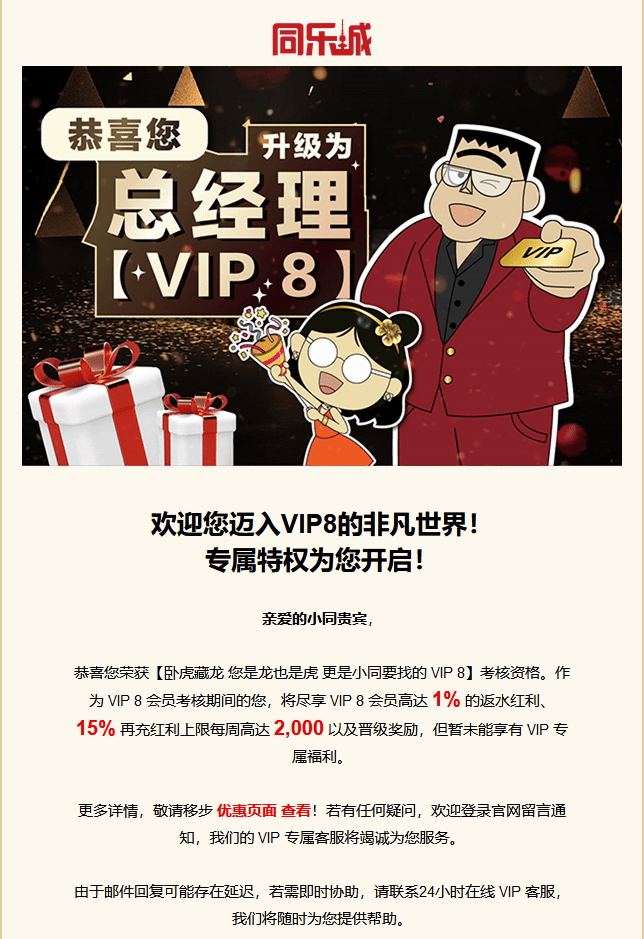 同乐诚
恭喜您
升级为
总经理
【VIP 8】
VIP
欢迎您迈入VIP8的非凡世界！
专属特权为您开启！
亲爱的小同贵宾，
恭喜您荣获【卧虎藏龙 您是龙也是虎 更是小同要找的 VIP 8】考核资格。作
为 VIP 8 会员考核期间的您，将尽享 VIP 8 会员高达 1% 的返水红利、
15% 再充红利上限每周高达 2,000 以及晋级奖励，但暂未能享有 VIP 专
属福利。
更多详情，敬请移步 优惠页面 查看！若有任何疑问，欢迎登录官网留言通
知，我们的 VIP 专属客服将竭诚为您服务。
由于邮件回复可能存在延迟，若需即时协助，请联系24小时在线 VIP 客服，
我们将随时为您提供帮助。